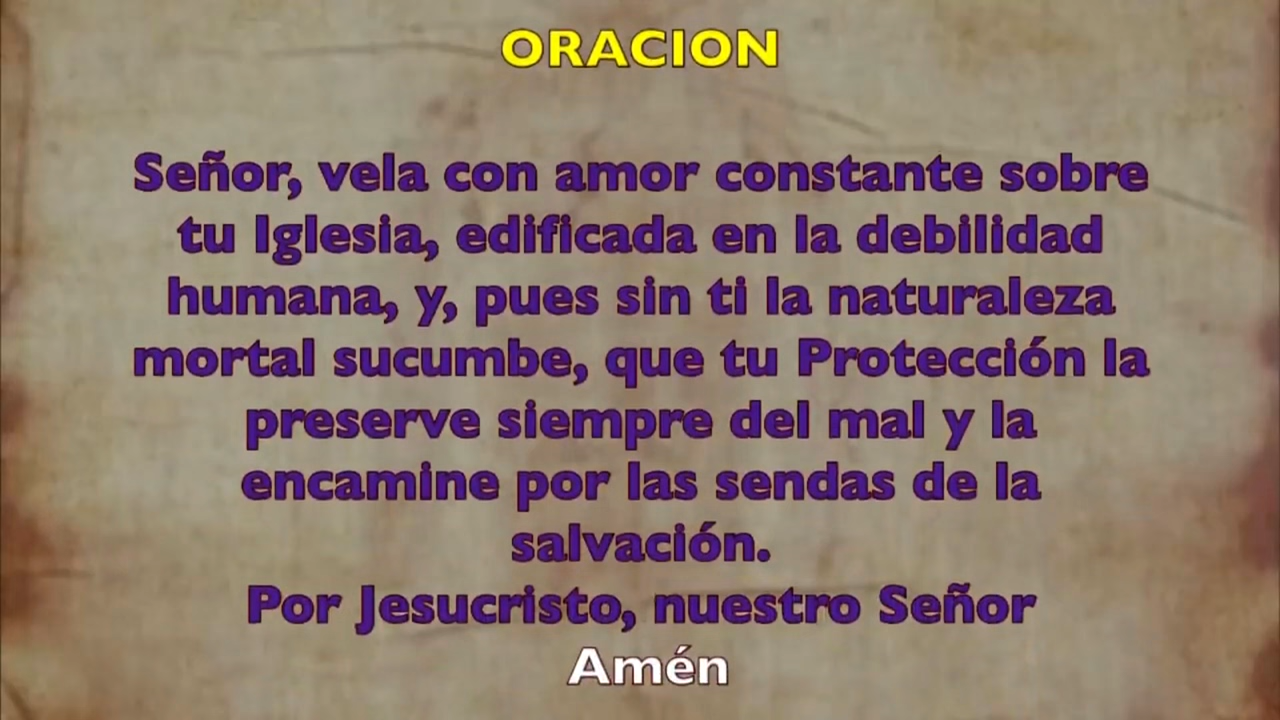 ORACION
Señor, vela con amor constante sobre
tu Iglesia, edificada en la debilidad
humana, y, pues sin ti la naturaleza
mortal sucumbe, que tu Protección la
preserve siempre del mal y la
encamine por las sendas de la
salvación.
Por Jesucristo, nuestro Señor
Amén